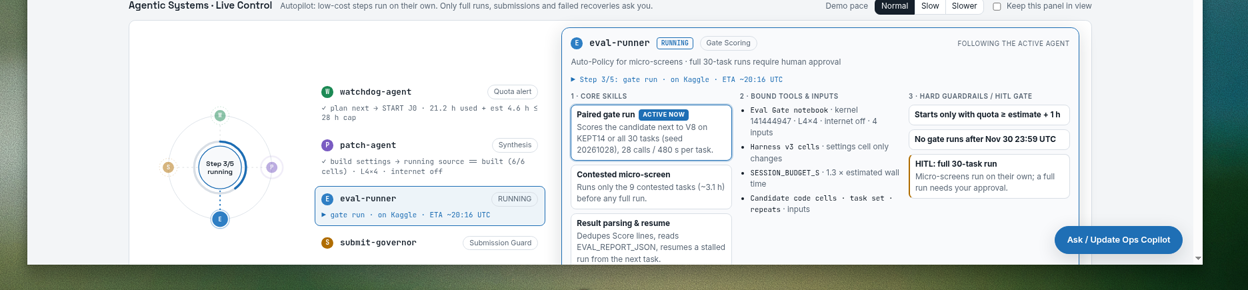 Agentic Systems · Live Control
Autopilot: low-cost steps run on their own. Only full runs, submissions and failed recoveries ask you.
Demo pace
Normal
Slow
Slower
Keep this panel in view
W
S
P
E
Step 3/5
running
W
watchdog-agent
Quota alert
✓ plan next → START J0 · 21.2 h used + est 4.6 h ≤
28 h cap
P
patch-agent
Synthesis
✓ build settings → running source == built (6/6
cells) · L4×4 · internet off
E
eval-runner
RUNNING
▶ gate run · on Kaggle · ETA ~20:16 UTC
S
submit-governor
Submission Guard
E
eval-runner
RUNNING
Gate Scoring
FOLLOWING THE ACTIVE AGENT
Auto-Policy for micro-screens · full 30-task runs require human approval
▶ Step 3/5: gate run · on Kaggle · ETA ~20:16 UTC
1 · CORE SKILLS
Paired gate run
ACTIVE NOW
Scores the candidate next to V8 on
KEPT14 or all 30 tasks (seed
20261028), 28 calls / 480 s per task.
Contested micro-screen
Runs only the 9 contested tasks (~3.1 h)
before any full run.
Result parsing & resume
Dedupes Score lines, reads
EVAL_REPORT_JSON, resumes a stalled
run from the next task.
2 · BOUND TOOLS & INPUTS
• Eval Gate notebook · kernel
141444947 · L4×4 · internet off · 4
inputs
• Harness v3 cells · settings cell only
changes
• SESSION_BUDGET_S · 1.3 × estimated wall
time
• Candidate code cells · task set ·
repeats · inputs
3 · HARD GUARDRAILS / HITL GATE
Starts only with quota ≥ estimate + 1 h
No gate runs after Nov 30 23:59 UTC
HITL: full 30-task run
Micro-screens run on their own; a full
run needs your approval.
Ask / Update Ops Copilot